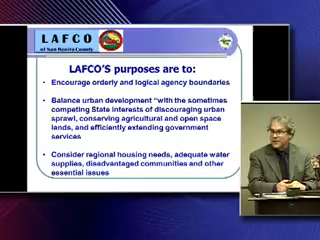 L A F C O
of San Benito County
LAFCO'S purposes are to:
• Encourage orderly and logical agency boundaries
• Balance urban development "with the sometimes
competing State interests of discouraging urban
sprawl, conserving agricultural and open space
lands, and efficiently extending government
services
• Consider regional housing needs, adequate water
supplies, disadvantaged communities and other
essential issues